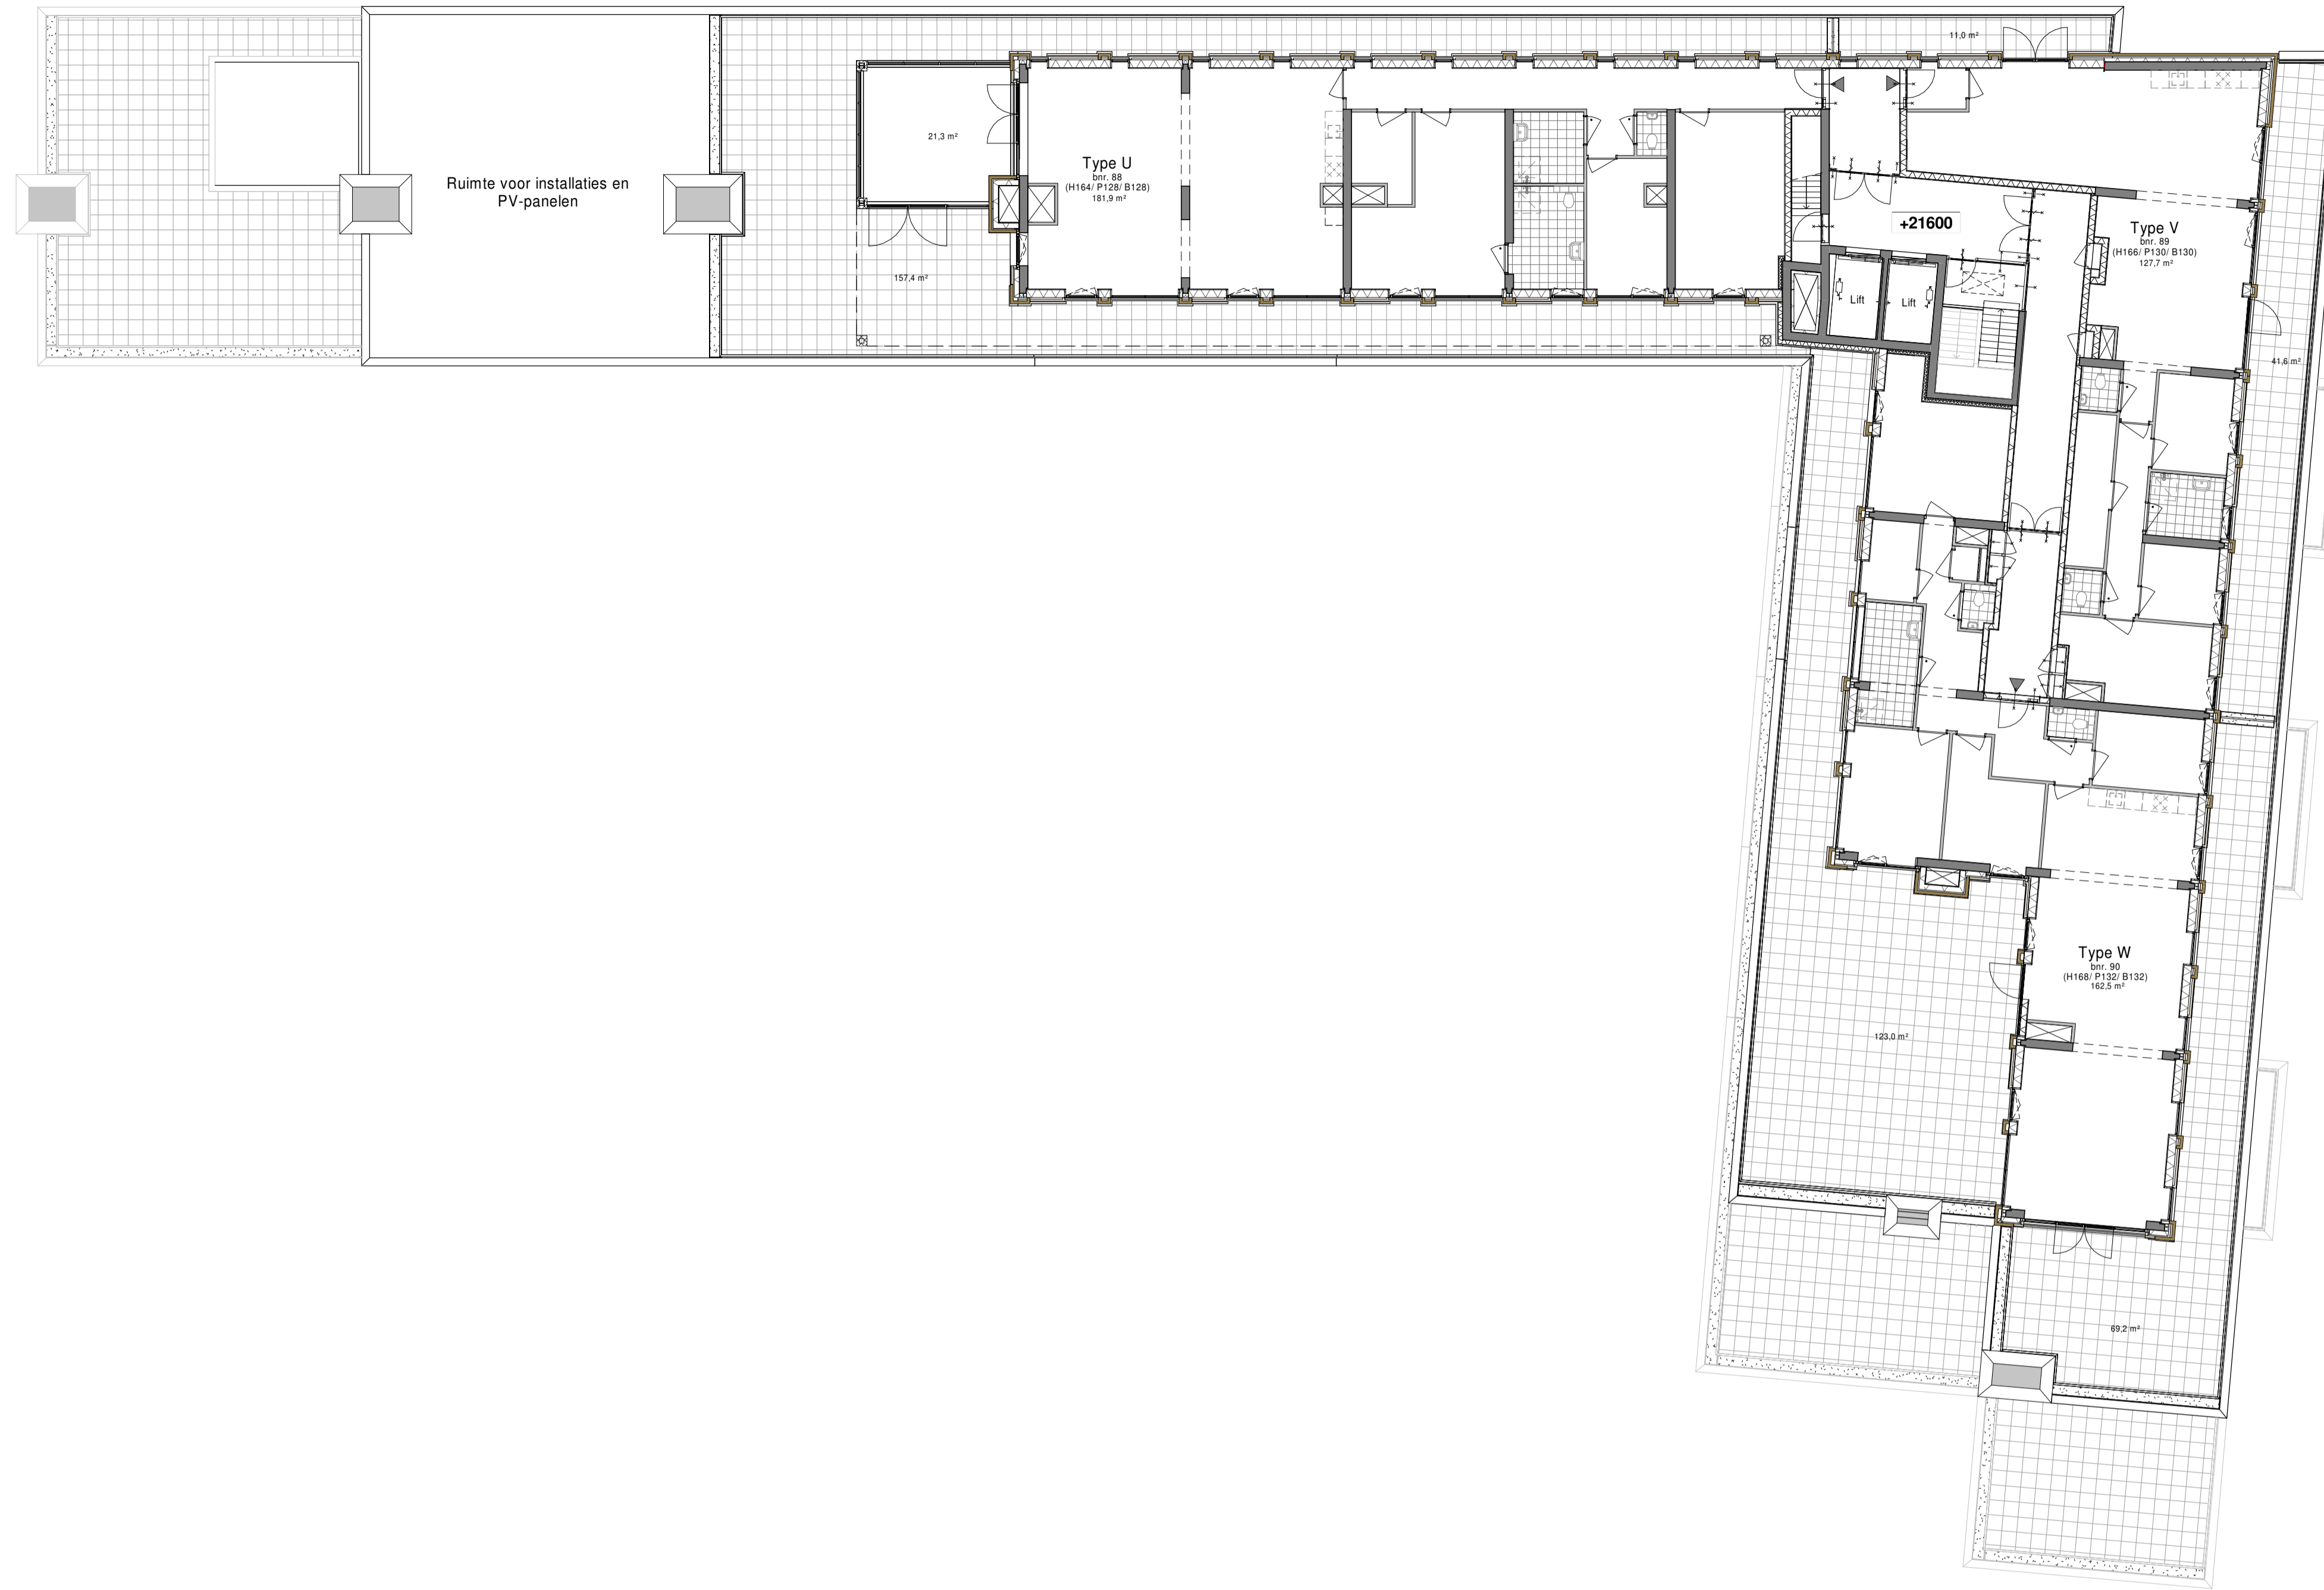 11,0 m²
21,3 m²
Type U
bnr. 88
(H164/ P128/ B128)
181,9 m²
Ruimte voor installaties en
PV-panelen
+21600
Type V
bnr. 89
(H166/ P130/ B130)
127,7 m²
157,4 m²
Lift
Lift
41,6 m²
Type W
bnr. 90
(H168/ P132/ B132)
162,5 m²
123,0 m²
69,2 m²